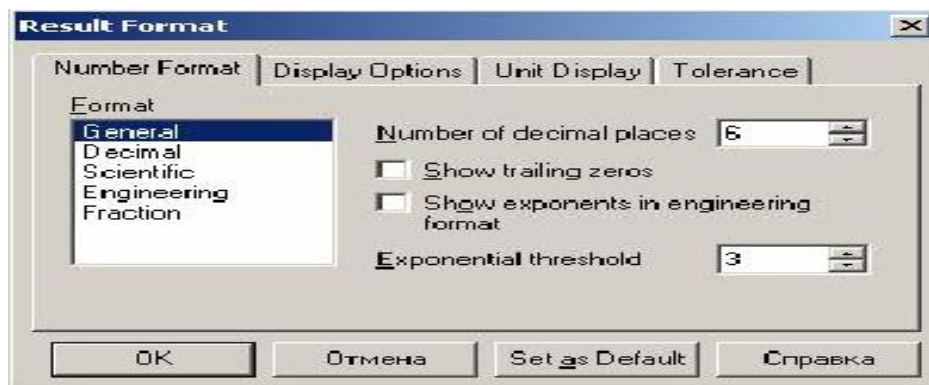 Result Format
Number Format Display Options Unit Display Tolerance
Format
General
Decimal
Scientific
Engineering
Fraction
Number of decimal places 6
Show trailing zeros
Show exponents in engineering
format
Exponential threshold 3
OK Отмена Set as Default Справка